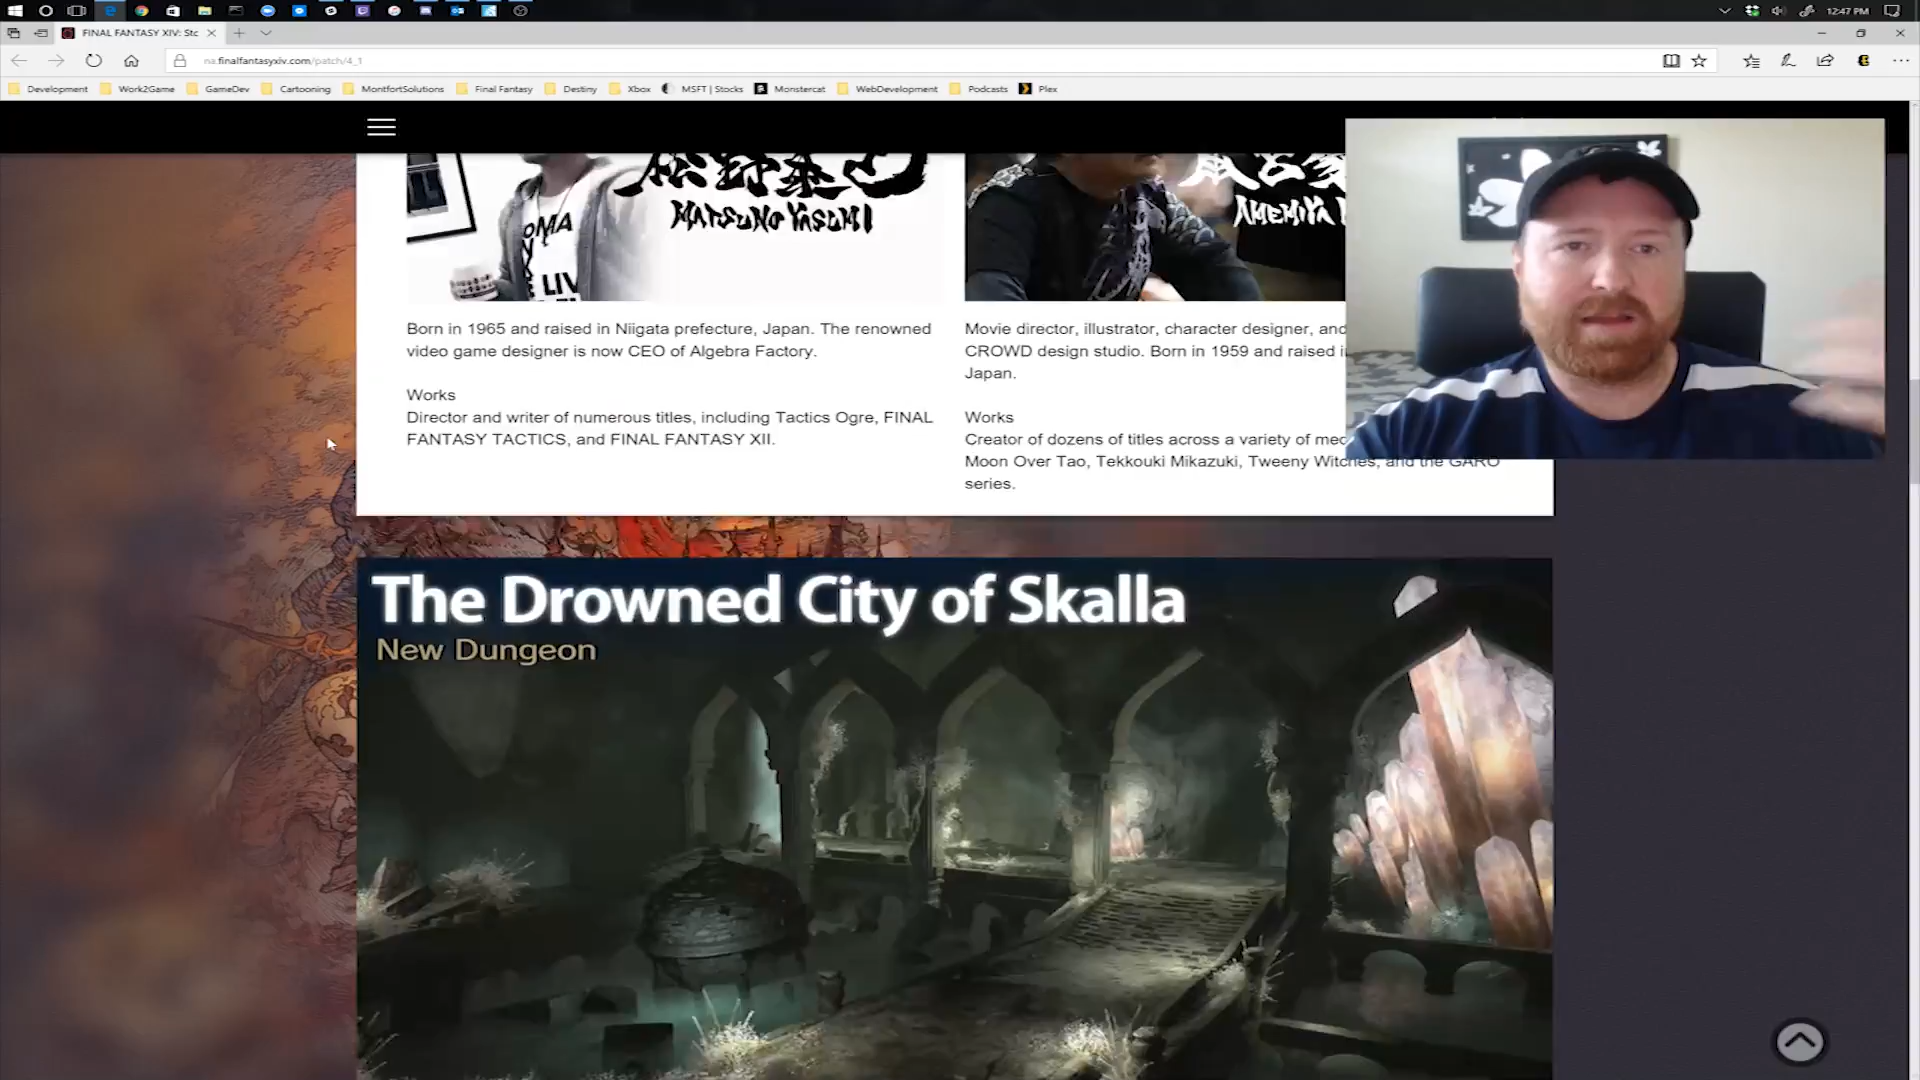 12:47 PM
FINAL FANTASY XIV: Sto
na.finalfantasyxiv.com/patch/4_1
Development Work2Game GameDev Cartooning MontfortSolutions Final Fantasy Destiny Xbox MSFT | Stocks Monstercat WebDevelopment Podcasts Plex
MATSUNO YASUMI
AMEMIYA
OMA
LIV
Born in 1965 and raised in Niigata prefecture, Japan. The renowned
video game designer is now CEO of Algebra Factory.
Works
Director and writer of numerous titles, including Tactics Ogre, FINAL
FANTASY TACTICS, and FINAL FANTASY XII.
Movie director, illustrator, character designer, and
CROWD design studio. Born in 1959 and raised i
Japan.
Works
Creator of dozens of titles across a variety of med
Moon Over Tao, Tekkouki Mikazuki, Tweeny Witches, and the GARO
series.
The Drowned City of Skalla
New Dungeon